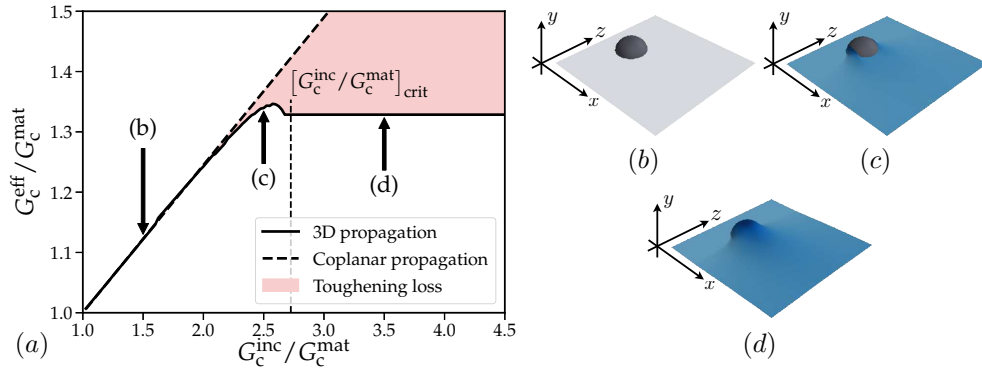 1.5
1.4
1.3
1.2
1.1
1.0
G_c^eff/G_c^mat
1.0 1.5 2.0 2.5 3.0 3.5 4.0 4.5
G_c^inc/G_c^mat
[G_c^inc/G_c^mat]_crit
(b)
(c)
(d)
3D propagation
Coplanar propagation
Toughening loss
(a)
y z x
(b)
y z x
(c)
y z x
(d)